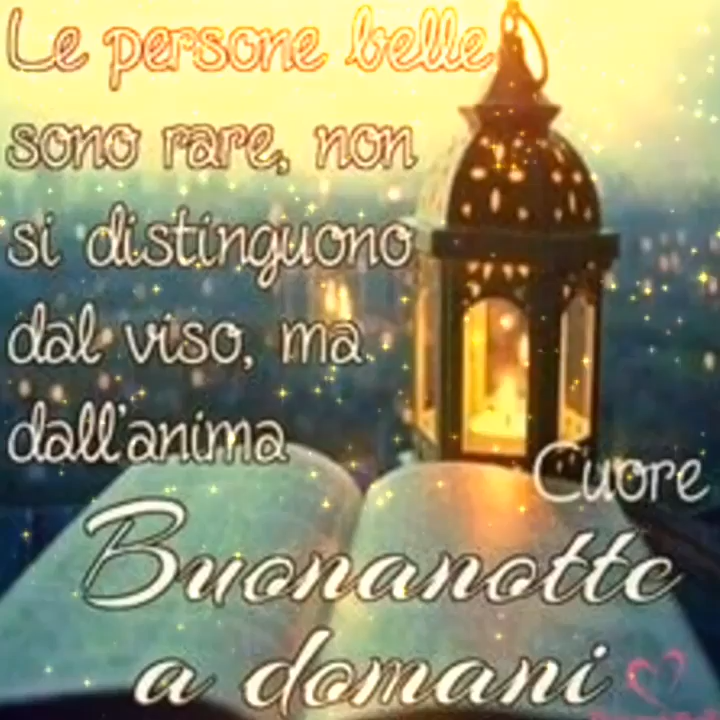 Le persone belle
sono rare, non
si distinguono
dal viso, ma
dall'anima
Cuore
Buonanotte
a domani